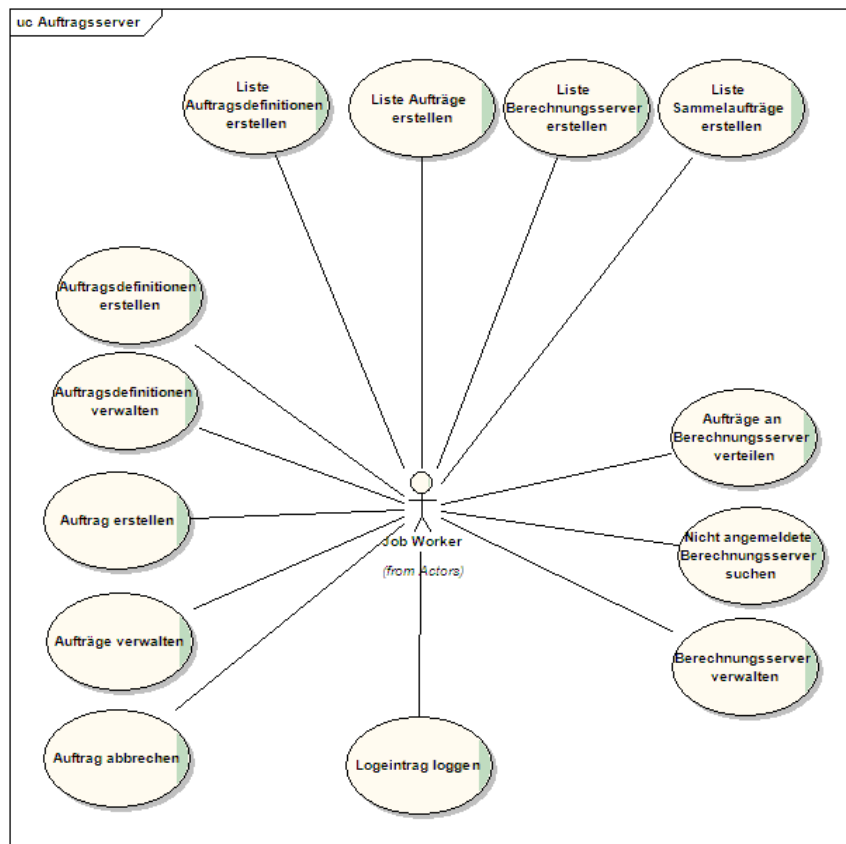 uc Auftragsserver
Liste
Auftragsdefinitionen
erstellen
Liste Aufträge
erstellen
Liste
Berechnungsserver
erstellen
Liste
Sammelaufträge
erstellen
Auftragsdefinitionen
erstellen
Auftragsdefinitionen
verwalten
Auftrag erstellen
Aufträge verwalten
Auftrag abbrechen
Job Worker
(from Actors)
Logeintrag loggen
Aufträge an
Berechnungsserver
verteilen
Nicht angemeldete
Berechnungsserver
suchen
Berechnungsserver
verwalten